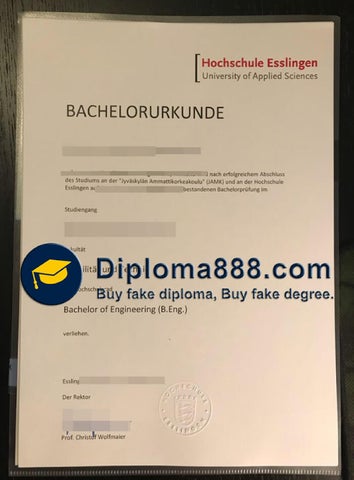 Hochschule Esslingen
University of Applied Sciences
BACHELORURKUNDE
nach erfolgreichem Abschluss
des Studiums an der "Jyväskylän Ammattikorkeakoulu" (JAMK) und an der Hochschule
Esslingen
bestandenen Bachelorprüfung im
Studiengang
Diploma888.com
Buy fake diploma, Buy fake degree.
Bachelor of Engineering (B.Eng.)
verliehen.
Der Rektor
Prof. Christof Wolfmaier